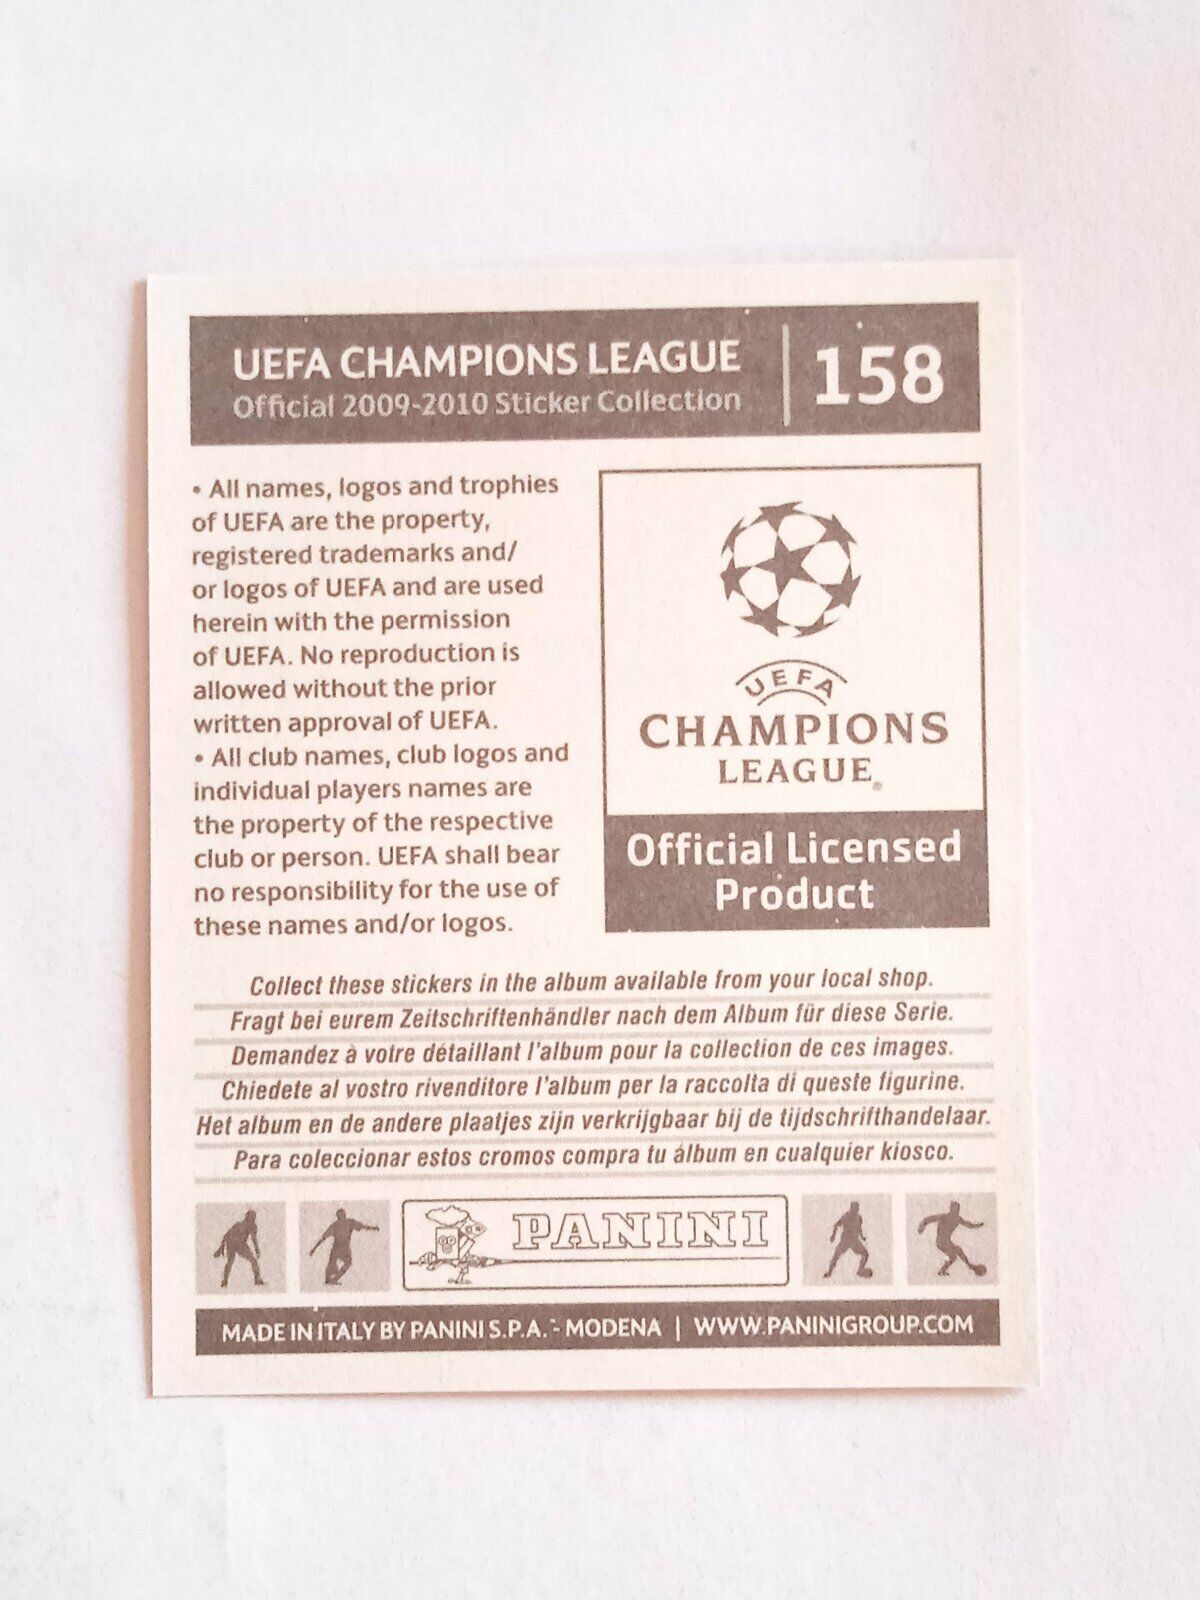 UEFA CHAMPIONS LEAGUE
Official 2009-2010 Sticker Collection
158
• All names, logos and trophies
of UEFA are the property,
registered trademarks and/
or logos of UEFA and are used
herein with the permission
of UEFA. No reproduction is
allowed without the prior
written approval of UEFA.
• All club names, club logos and
individual players names are
the property of the respective
club or person. UEFA shall bear
no responsibility for the use of
these names and/or logos.
UEFA
CHAMPIONS
LEAGUE®
Official Licensed
Product
Collect these stickers in the album available from your local shop.
Fragt bei eurem Zeitschriftenhändler nach dem Album für diese Serie.
Demandez à votre détaillant l'album pour la collection de ces images.
Chiedete al vostro rivenditore l'album per la raccolta di queste figurine.
Het album en de andere plaatjes zijn verkrijgbaar bij de tijdschrifthandelaar.
Para coleccionar estos cromos compra tu álbum en cualquier kiosco.
PANINI
MADE IN ITALY BY PANINI S.P.A. - MODENA | WWW.PANINIGROUP.COM